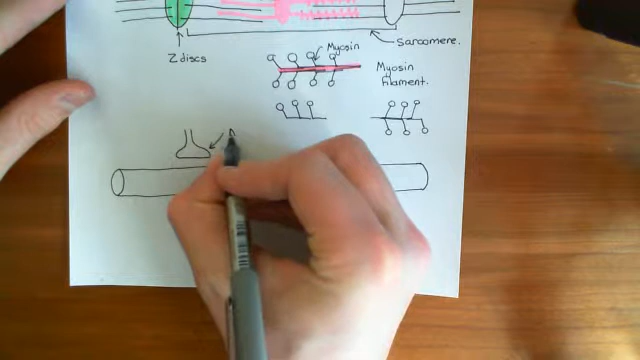 Sarcomere.
Z discs
Myosin
Myosin
Filament.